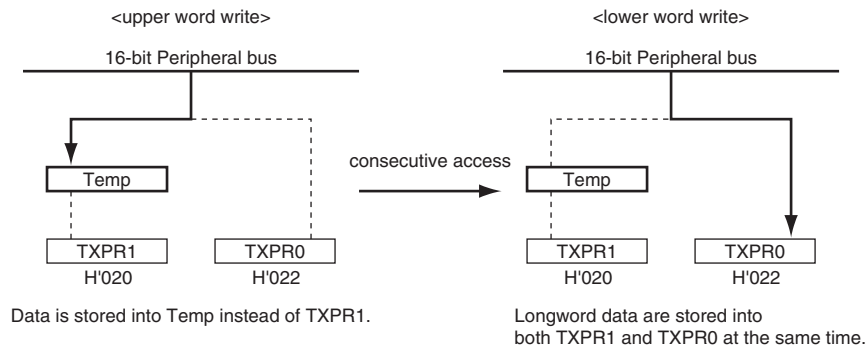 <upper word write>
16-bit Peripheral bus
Temp
TXPR1
H'020
TXPR0
H'022
Data is stored into Temp instead of TXPR1.
consecutive access
<lower word write>
16-bit Peripheral bus
Temp
TXPR1
H'020
TXPR0
H'022
Longword data are stored into
both TXPR1 and TXPR0 at the same time.